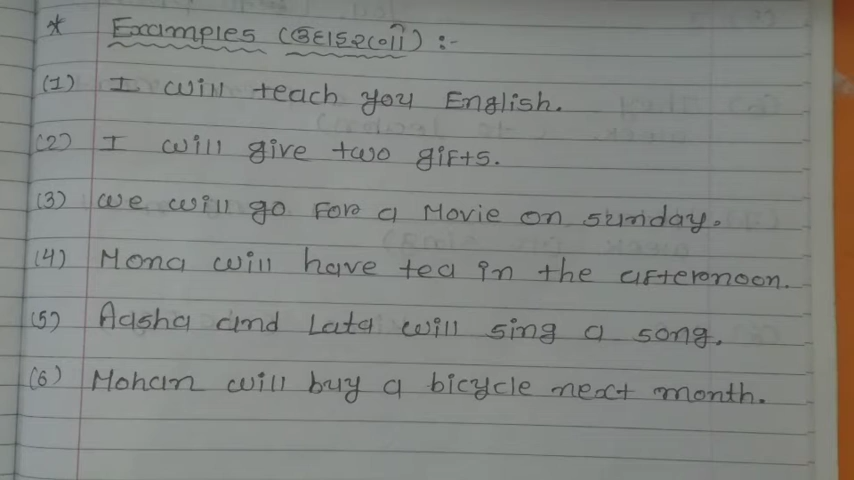 * Examples (ઉદાહરણો) :-
(1) I will teach you English.
(2) I will give two gifts.
(3) We will go for a Movie on sunday.
(4) Mona will have tea in the afternoon.
(5) Aasha and Lata will sing a song.
(6) Mohan will buy a bicycle next month.